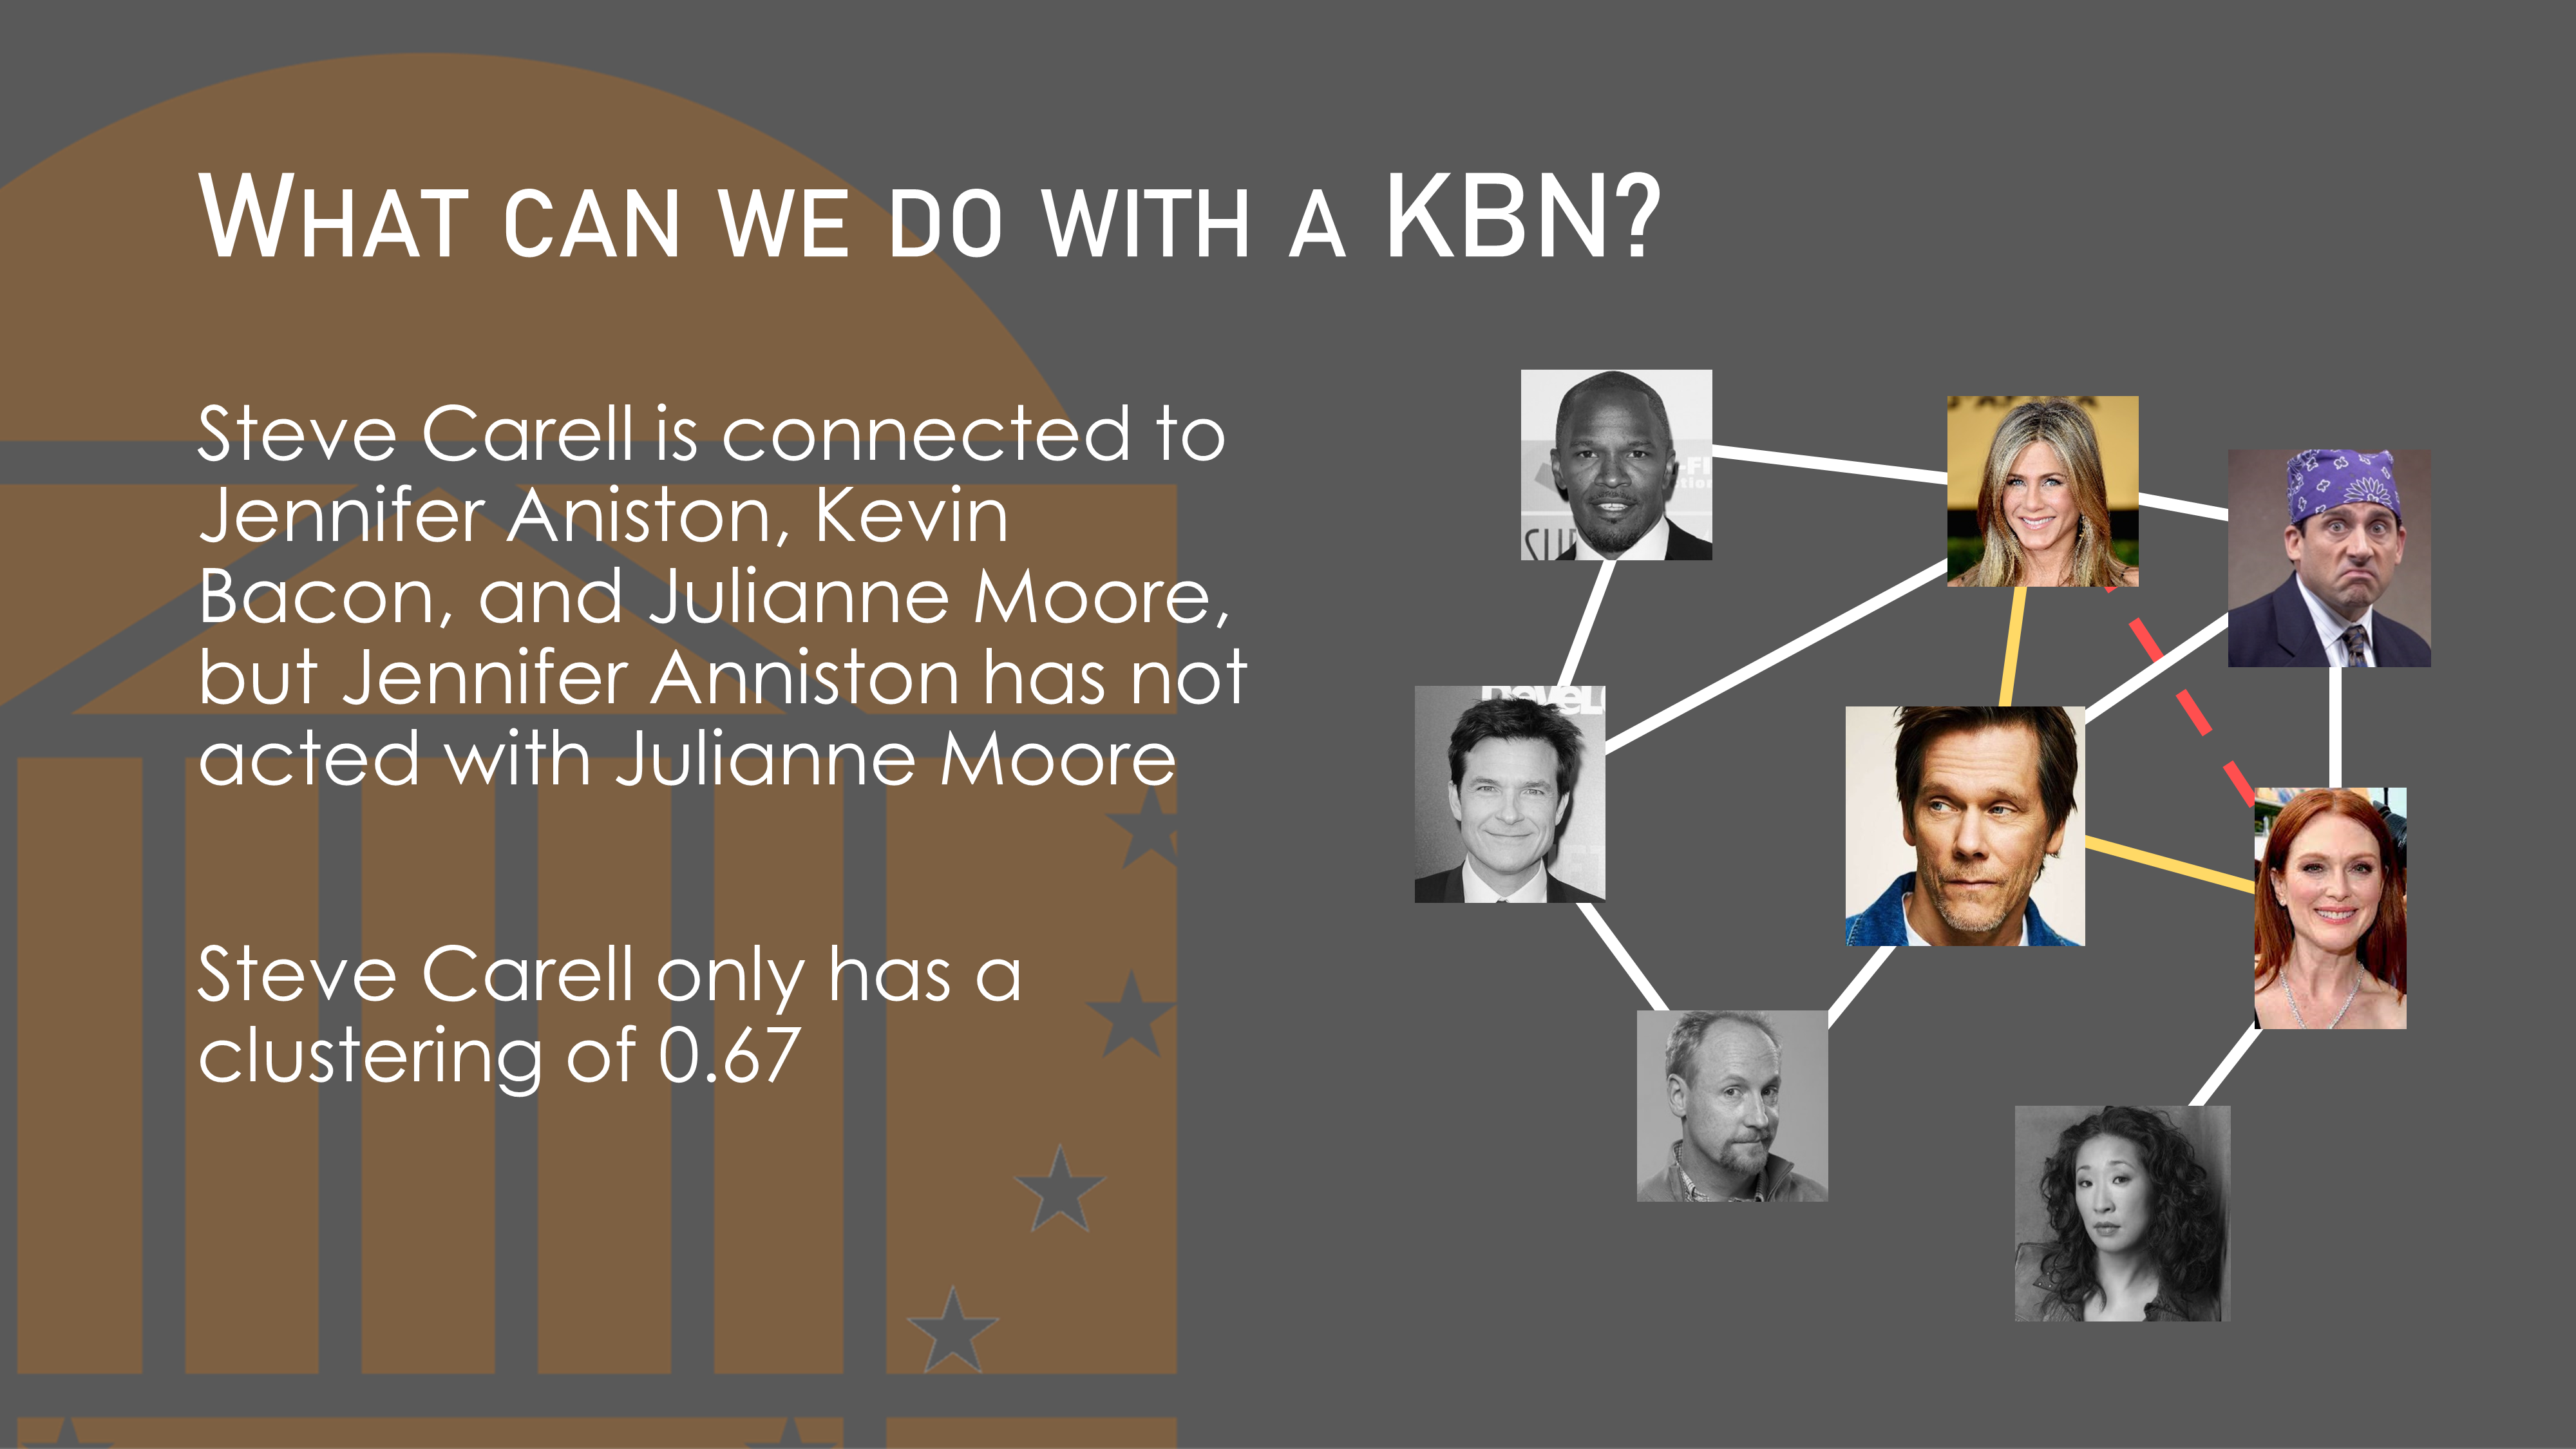 What can we do with a KBN?
Steve Carell is connected to
Jennifer Aniston, Kevin
Bacon, and Julianne Moore,
but Jennifer Anniston has not
acted with Julianne Moore
Steve Carell only has a
clustering of 0.67